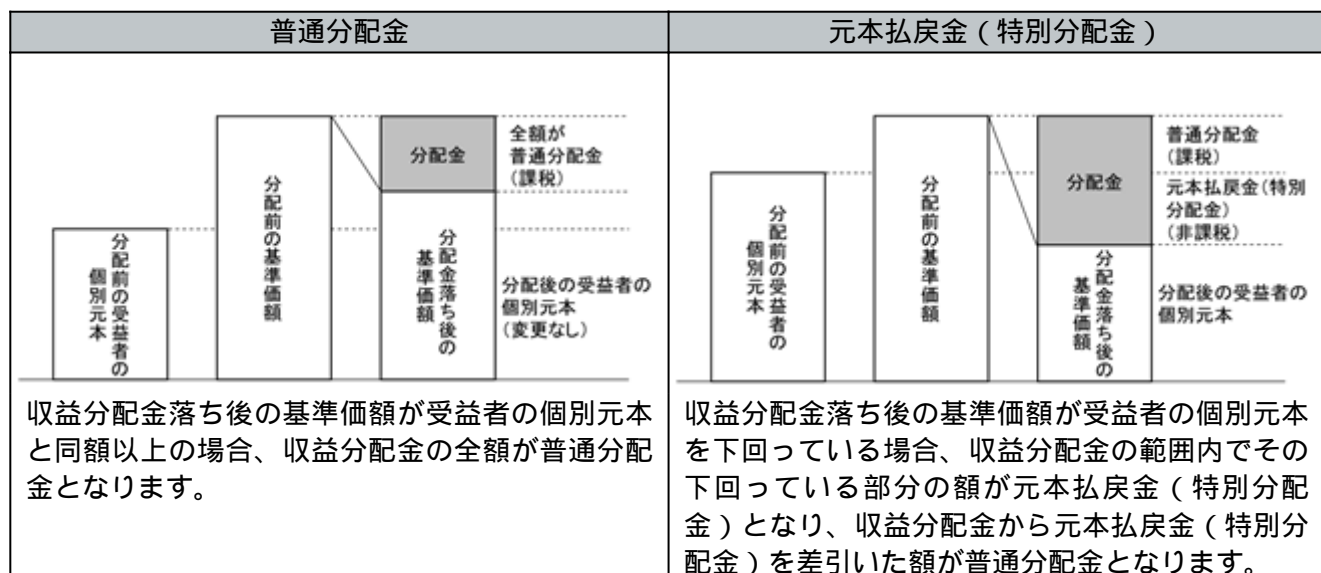 普通分配金
分配前の受益者の
個別元本
分配前の基準価額
分配金
分配金落ち後の
基準価額
全額が
普通分配金
(課税)
分配後の受益者の
個別元本
(変更なし)
収益分配金落ち後の基準価額が受益者の個別元本
と同額以上の場合、収益分配金の全額が普通分配
金となります。
元本払戻金(特別分配金)
分配前の受益者の
個別元本
分配前の基準価額
分配金
分配金落ち後の
基準価額
普通分配金
(課税)
元本払戻金(特別
分配金)
(非課税)
分配後の受益者の
個別元本
収益分配金落ち後の基準価額が受益者の個別元本
を下回っている場合、収益分配金の範囲内でその
下回っている部分の額が元本払戻金(特別分配
金)となり、収益分配金から元本払戻金(特別分
配金)を差引いた額が普通分配金となります。